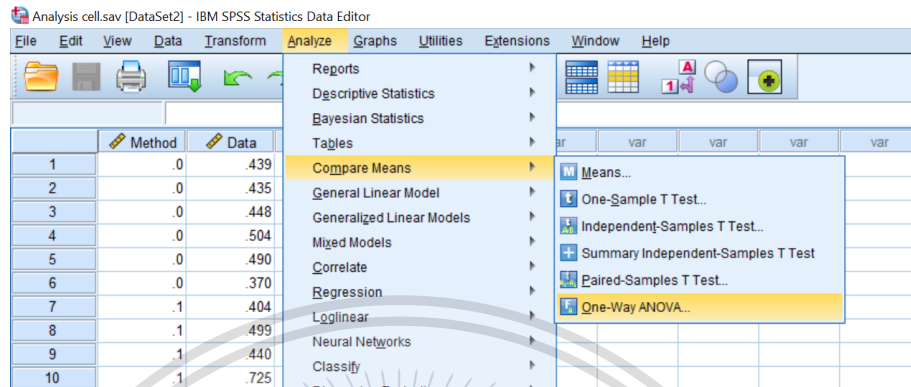 Analysis cell.sav [DataSet2] - IBM SPSS Statistics Data Editor
File Edit View Data Transform Analyze Graphs Utilities Extensions Window Help
Reports
Descriptive Statistics
Bayesian Statistics
Tables
Compare Means
General Linear Model
Generalized Linear Models
Mixed Models
Correlate
Regression
Loglinear
Neural Networks
Classify
Means...
One-Sample T Test...
Independent-Samples T Test...
Summary Independent-Samples T Test
Paired-Samples T Test...
One-Way ANOVA...
A
1
Method Data var var var var
1 .0 .439
2 .0 .435
3 .0 .448
4 .0 .504
5 .0 .490
6 .0 .370
7 .1 .404
8 .1 .499
9 .1 .440
10 .1 .725